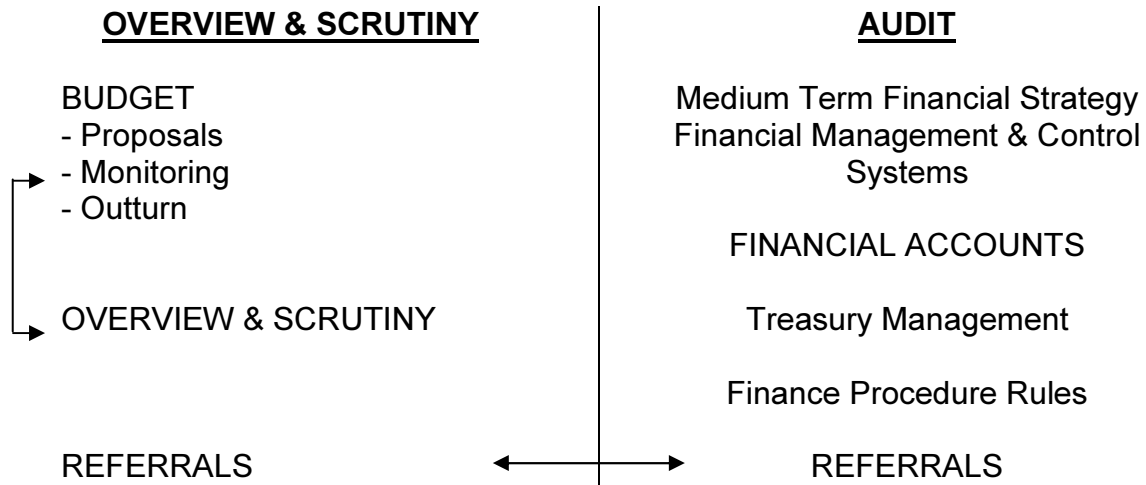 OVERVIEW & SCRUTINY
BUDGET
- Proposals
- Monitoring
- Outturn
OVERVIEW & SCRUTINY
REFERRALS
AUDIT
Medium Term Financial Strategy
Financial Management & Control
Systems
FINANCIAL ACCOUNTS
Treasury Management
Finance Procedure Rules
REFERRALS